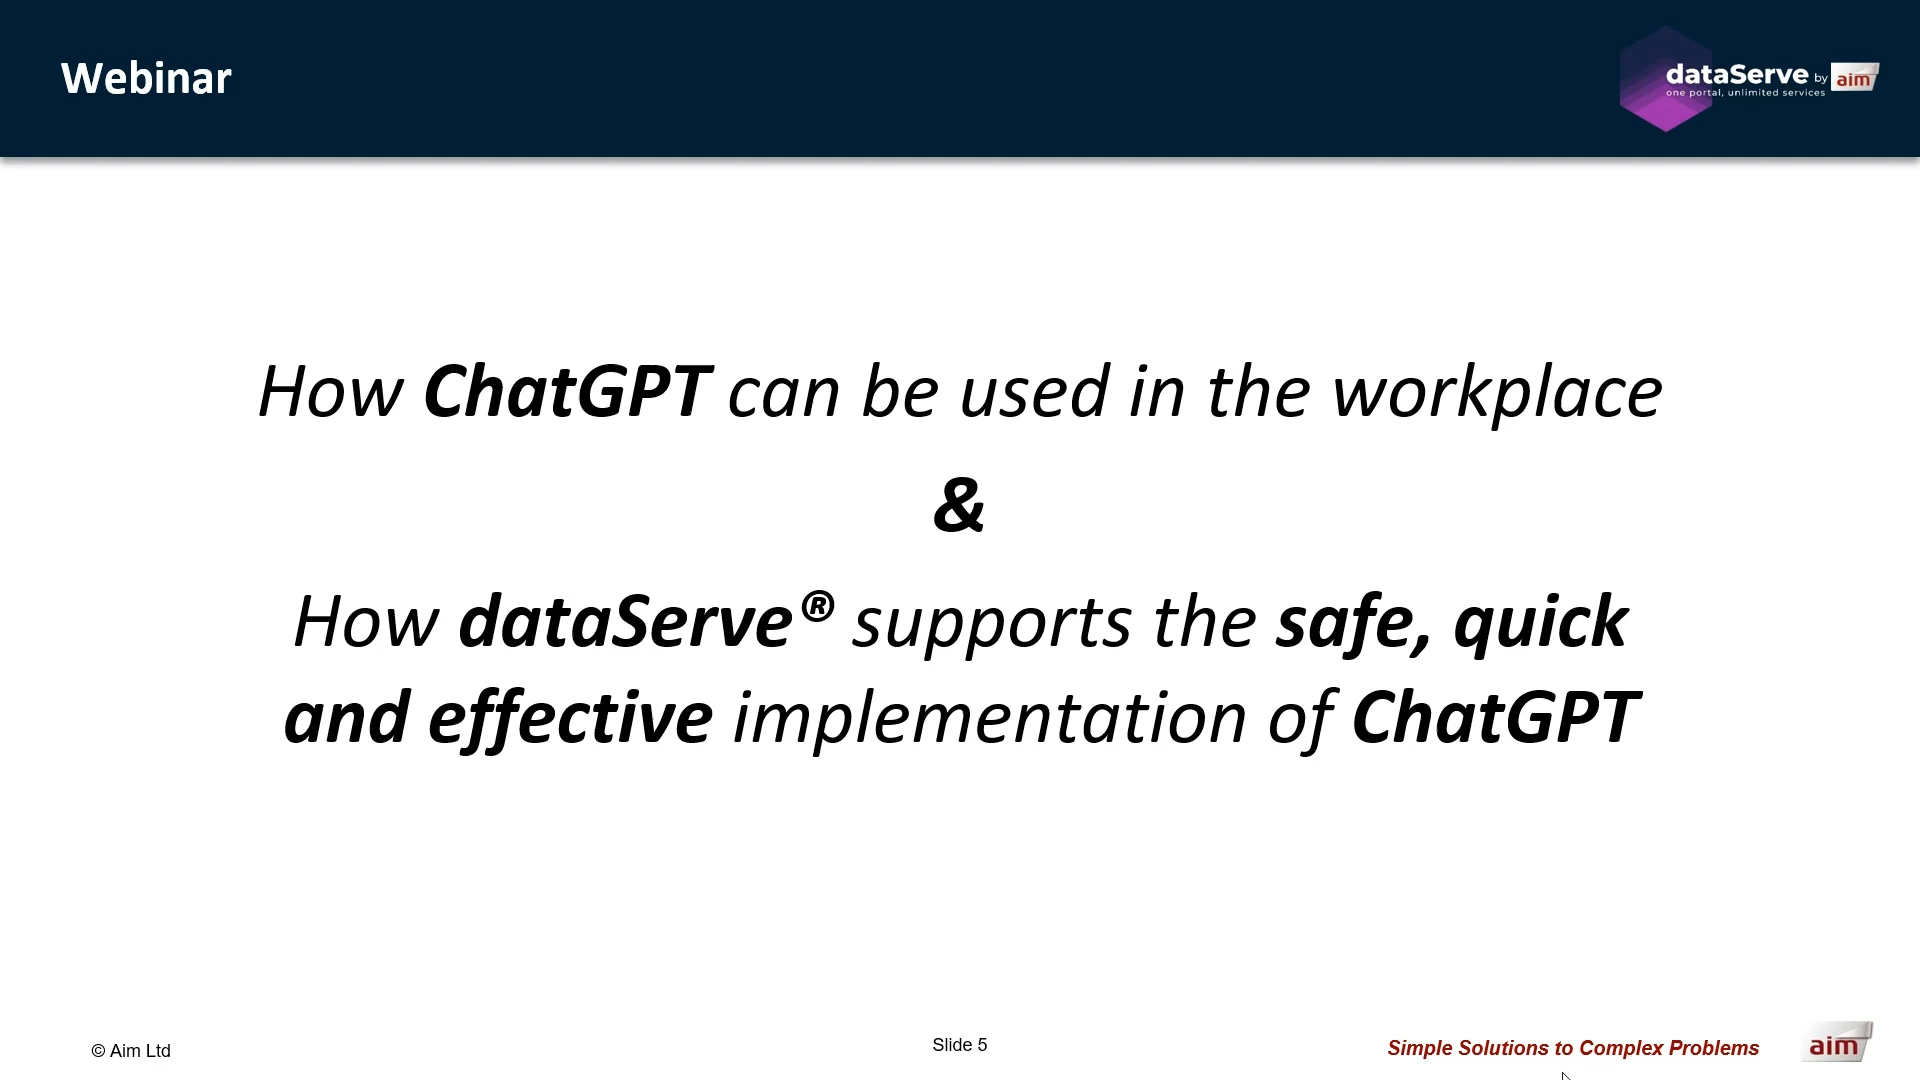 Webinar
dataServe by aim
one portal, unlimited services
How ChatGPT can be used in the workplace
&
How dataServe® supports the safe, quick
and effective implementation of ChatGPT
© Aim Ltd
Slide 5
Simple Solutions to Complex Problems
aim